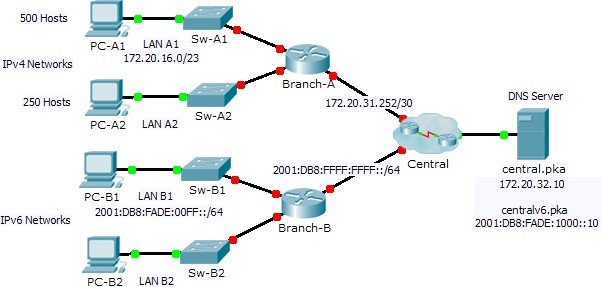 500 Hosts
PC-A1
LAN A1
172.20.16.0/23
Sw-A1
IPv4 Networks
Branch-A
250 Hosts
PC-A2
LAN A2
Sw-A2
172.20.31.252/30
DNS Server
Central
central.pka
172.20.32.10
centralv6.pka
2001:DB8:FADE:1000::10
2001:DB8:FFFF:FFFF::/64
PC-B1
LAN B1
2001:DB8:FADE:00FF::/64
Sw-B1
IPv6 Networks
Branch-B
PC-B2
LAN B2
Sw-B2